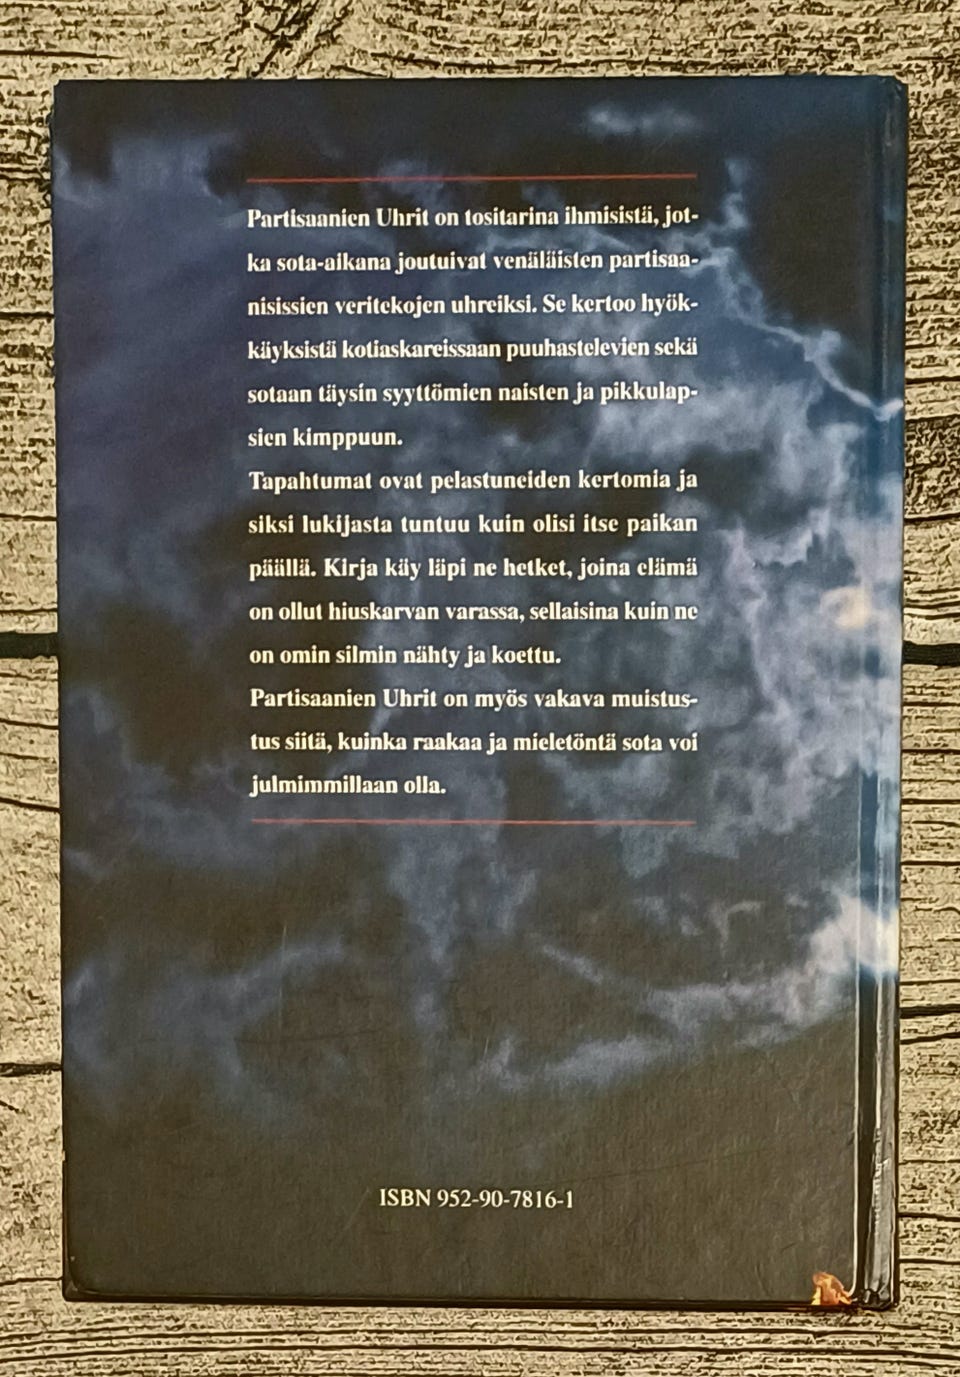 Partisaanien Uhrit on tositarina ihmisistä, jot-
ka sota-aikana joutuivat venäläisten partisaa-
nisissien veritekojen uhreiksi. Se kertoo hyök-
käyksistä kotiaskareissaan puuhastelevien sekä
sotaan täysin syyttömien naisten ja pikkulap-
sien kimppuun.
Tapahtumat ovat pelastuneiden kertomia ja
siksi lukijasta tuntuu kuin olisi itse paikan
päällä. Kirja käy läpi ne hetket, joina elämä
on ollut hiuskarvan varassa, sellaisina kuin ne
on omin silmin nähty ja koettu.
Partisaanien Uhrit on myös vakava muistus-
tus siitä, kuinka raakaa ja mieletöntä sota voi
julmimmillaan olla.
ISBN 952-90-7816-1